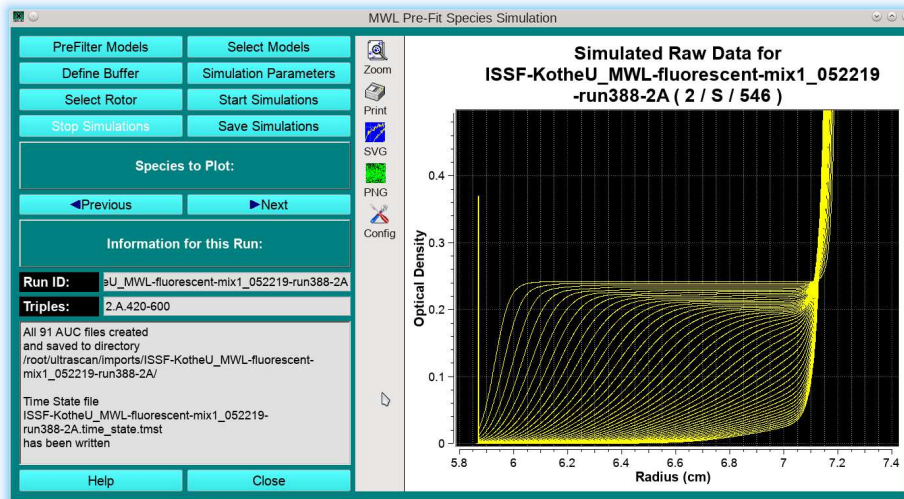 MWL Pre-Fit Species Simulation
PreFilter Models
Select Models
Define Buffer
Simulation Parameters
Select Rotor
Start Simulations
Stop Simulations
Save Simulations
Species to Plot:
Previous
Next
Information for this Run:
Run ID:
eU_MWL-fluorescent-mix1_052219-run388-2A
Triples:
2.A.420-600
All 91 AUC files created
and saved to directory
/root/ultrascan/imports/ISSF-KotheU_MWL-fluorescent-
mix1_052219-run388-2A/
Time State file
ISSF-KotheU_MWL-fluorescent-mix1_052219-
run388-2A.time_state.tmst
has been written
Help
Close
Zoom
Print
SVG
PNG
Config
Simulated Raw Data for
ISSF-KotheU_MWL-fluorescent-mix1_052219
-run388-2A ( 2 / S / 546 )
Optical Density
0.4
0.3
0.2
0.1
0
5.8 6 6.2 6.4 6.6 6.8 7 7.2 7.4
Radius (cm)